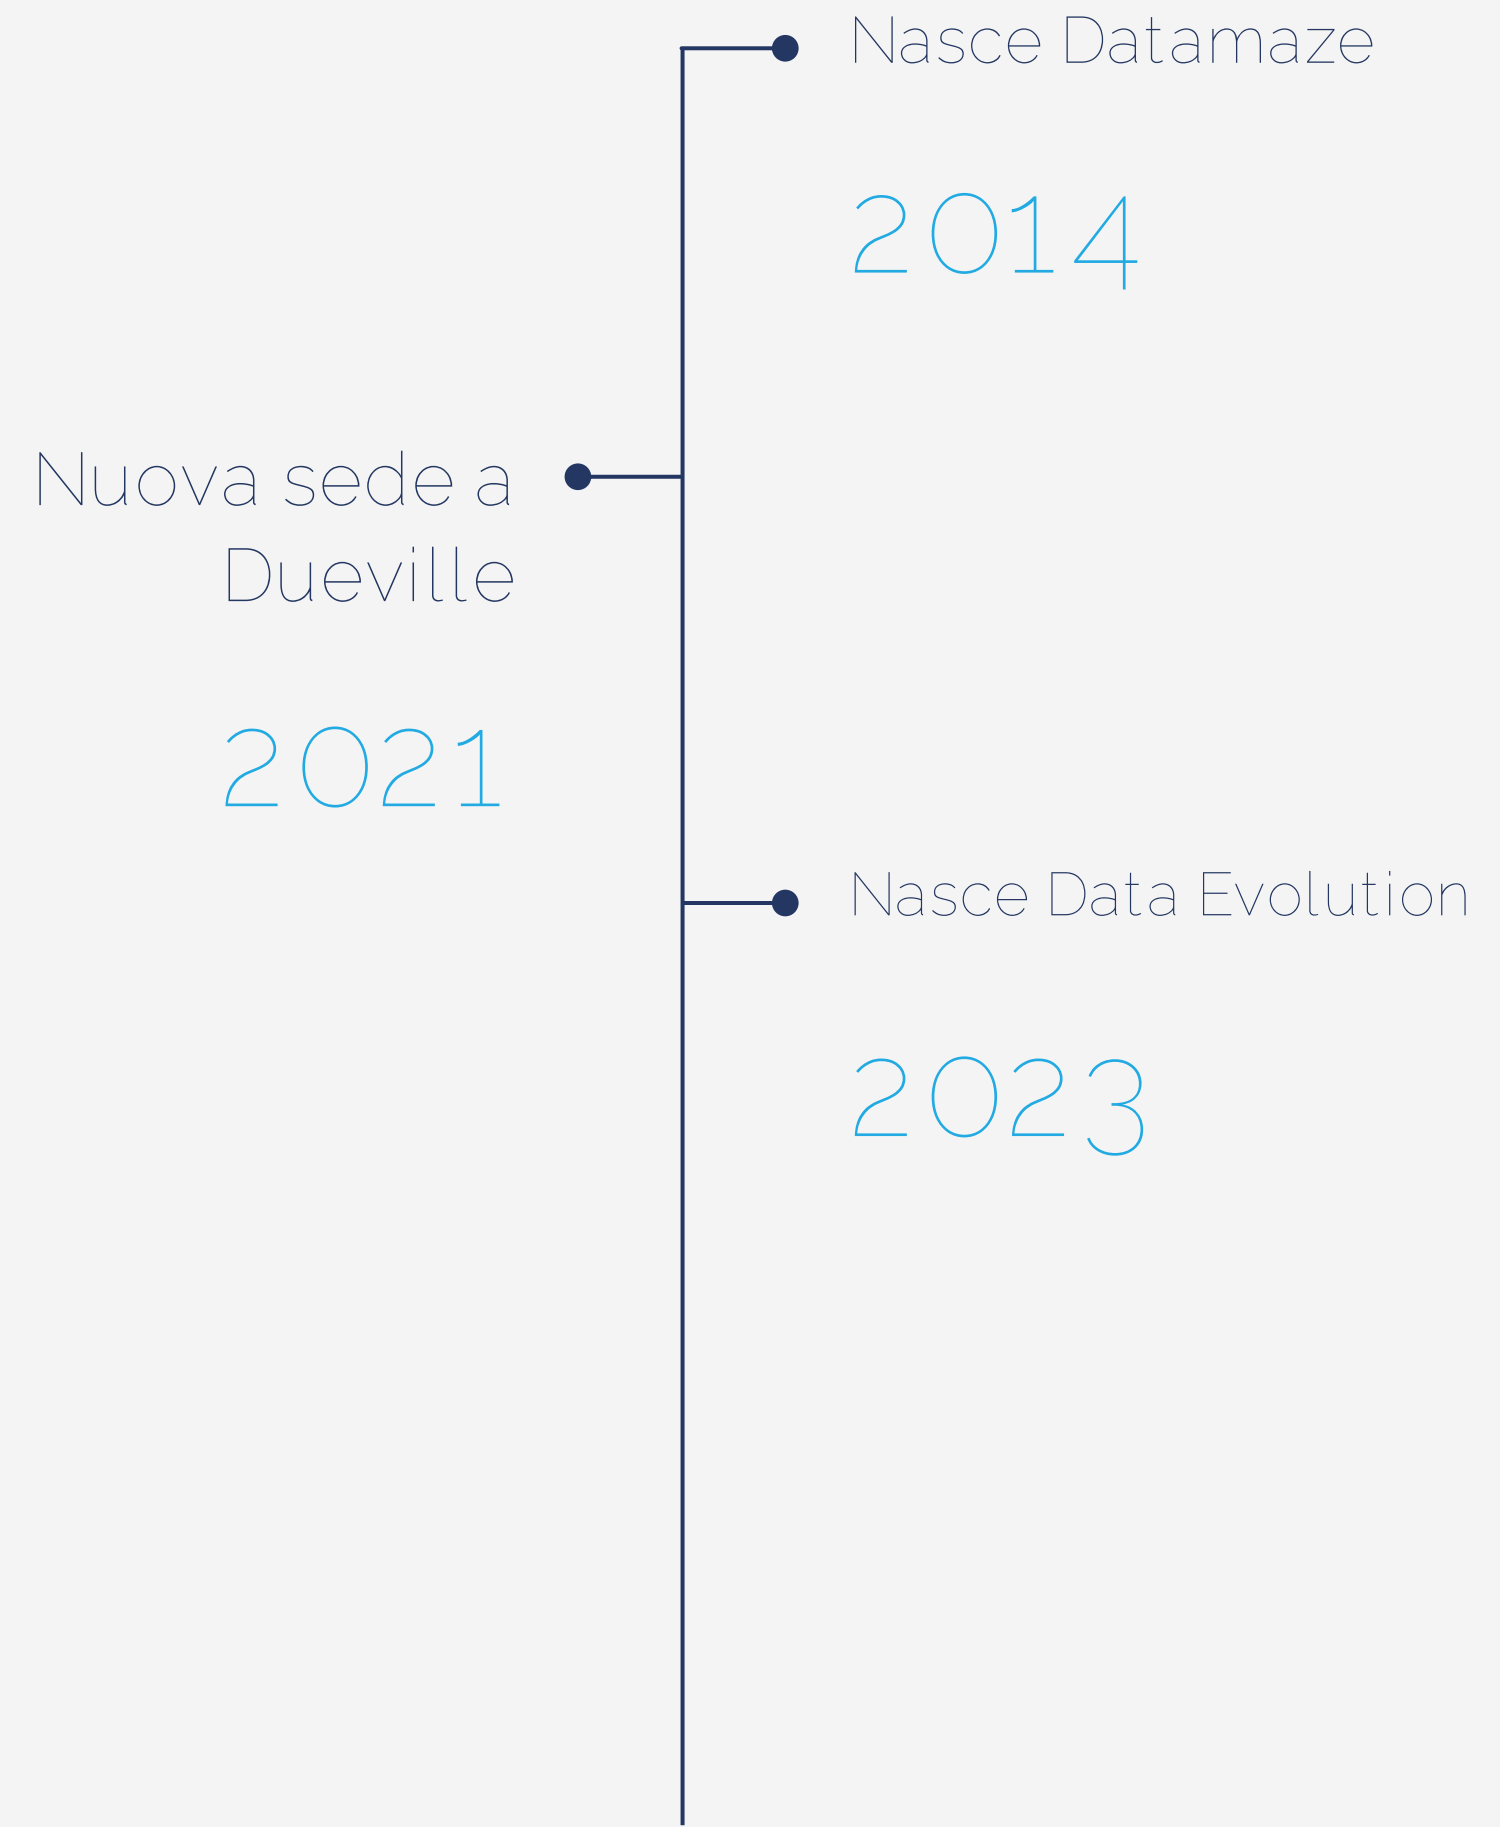 Nasce Datamaze
2014
Nuova sede a
Dueville
2021
Nasce Data Evolution
2023